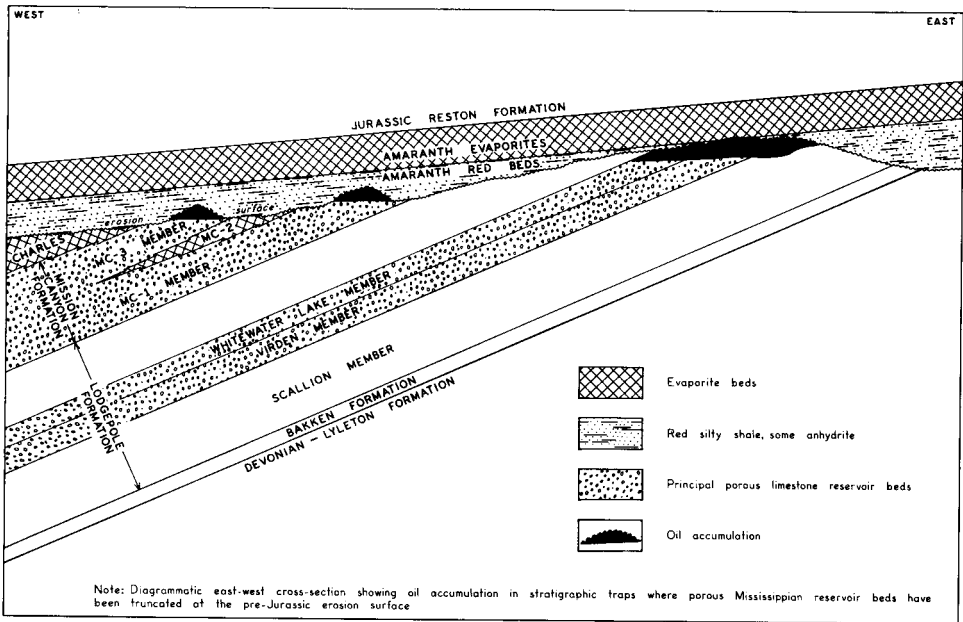 WEST
EAST
JURASSIC RESTON FORMATION
AMARANTH EVAPORITES
AMARANTH RED BEDS
erosion surface
CHARLES
MC-3 MEMBER
MC-2
MC-1 MEMBER
MISSION
CANYON
FORMATION
WHITEWATER LAKE MEMBER
VIRDEN MEMBER
SCALLION MEMBER
LODGEPOLE
FORMATION
BAKKEN FORMATION
DEVONIAN - LYLETON FORMATION
Evaporite beds
Red silty shale, some anhydrite
Principal porous limestone reservoir beds
Oil accumulation
Note: Diagrammatic east-west cross-section showing oil accumulation in stratigraphic traps where porous Mississippian reservoir beds have
been truncated at the pre-Jurassic erosion surface